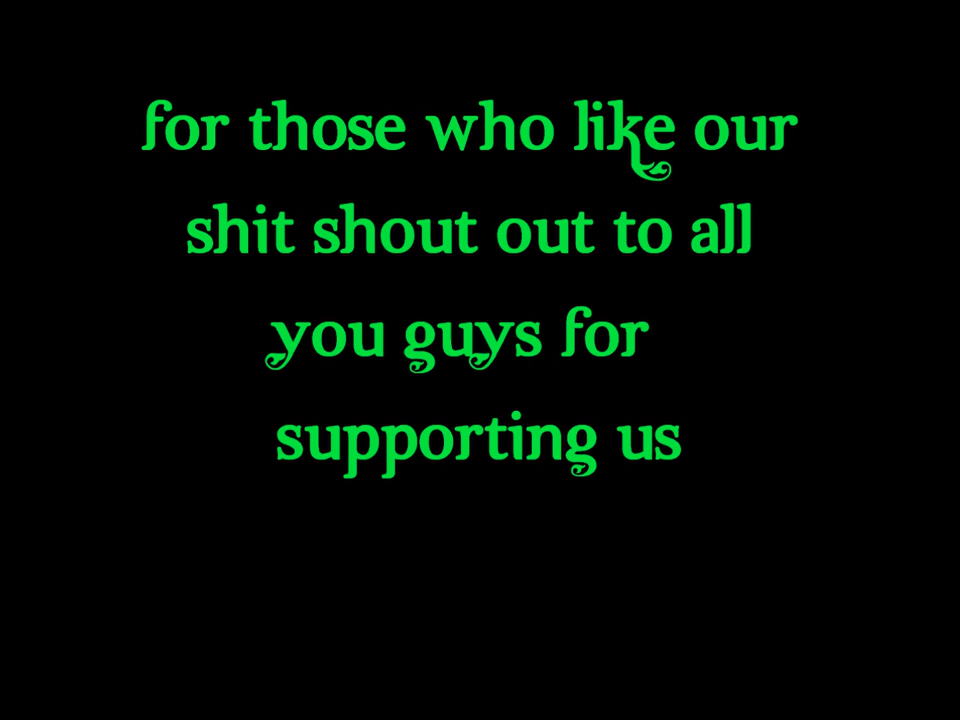 for those who like our
shit shout out to all
you guys for
supporting us